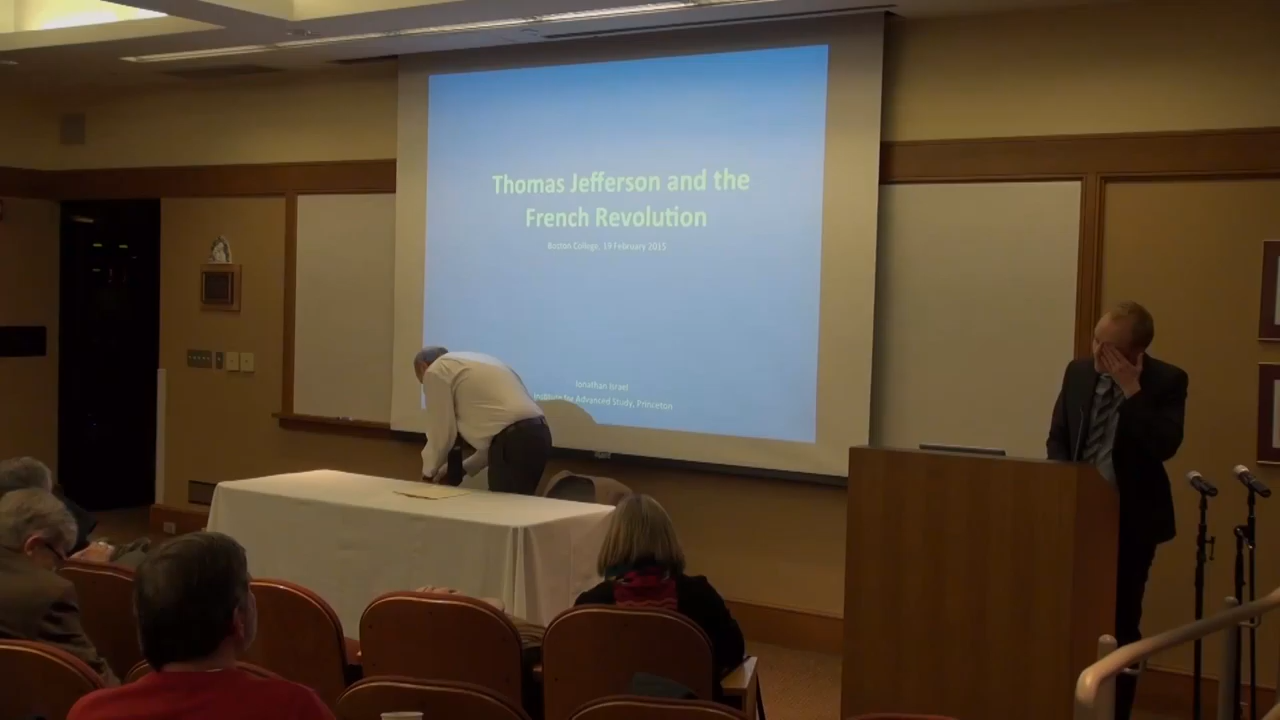 Thomas Jefferson and the
French Revolution
Boston College, 19 February 2015
Jonathan Israel
Institute for Advanced Study, Princeton